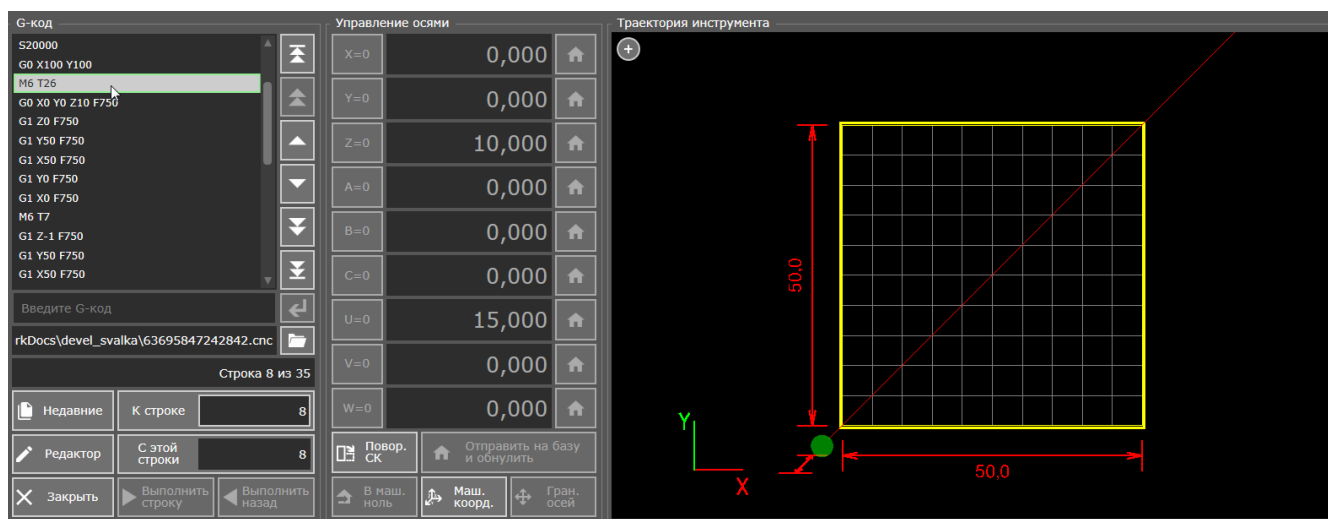 G-код
S20000
G0 X100 Y100
M6 T26
G0 X0 Y0 Z10 F750
G1 Z0 F750
G1 Y50 F750
G1 X50 F750
G1 Y0 F750
G1 X0 F750
M6 T7
G1 Z-1 F750
G1 Y50 F750
G1 X50 F750
Введите G-код
rkDocs\devel_svalka\63695847242842.cnc
Строка 8 из 35
Недавние
К строке
8
Редактор
С этой
строки
8
Закрыть
Выполнить
строку
Выполнить
назад
Управление осями
X=0 0,000
Y=0 0,000
Z=0 10,000
A=0 0,000
B=0 0,000
C=0 0,000
U=0 15,000
V=0 0,000
W=0 0,000
Повор.
СК
Отправить на базу
и обнулить
В маш.
ноль
Маш.
коорд.
Гран.
осей
Траектория инструмента
50,0
Y
X
50,0